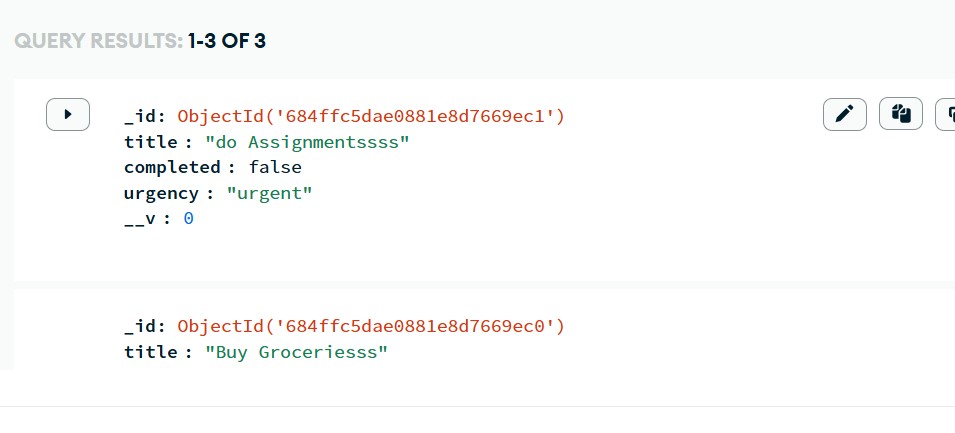 QUERY RESULTS: 1-3 OF 3
_id: ObjectId('684ffc5dae0881e8d7669ec1')
title : "do Assignmentssss"
completed : false
urgency : "urgent"
__v : 0
_id: ObjectId('684ffc5dae0881e8d7669ec0')
title : "Buy Groceriesss"